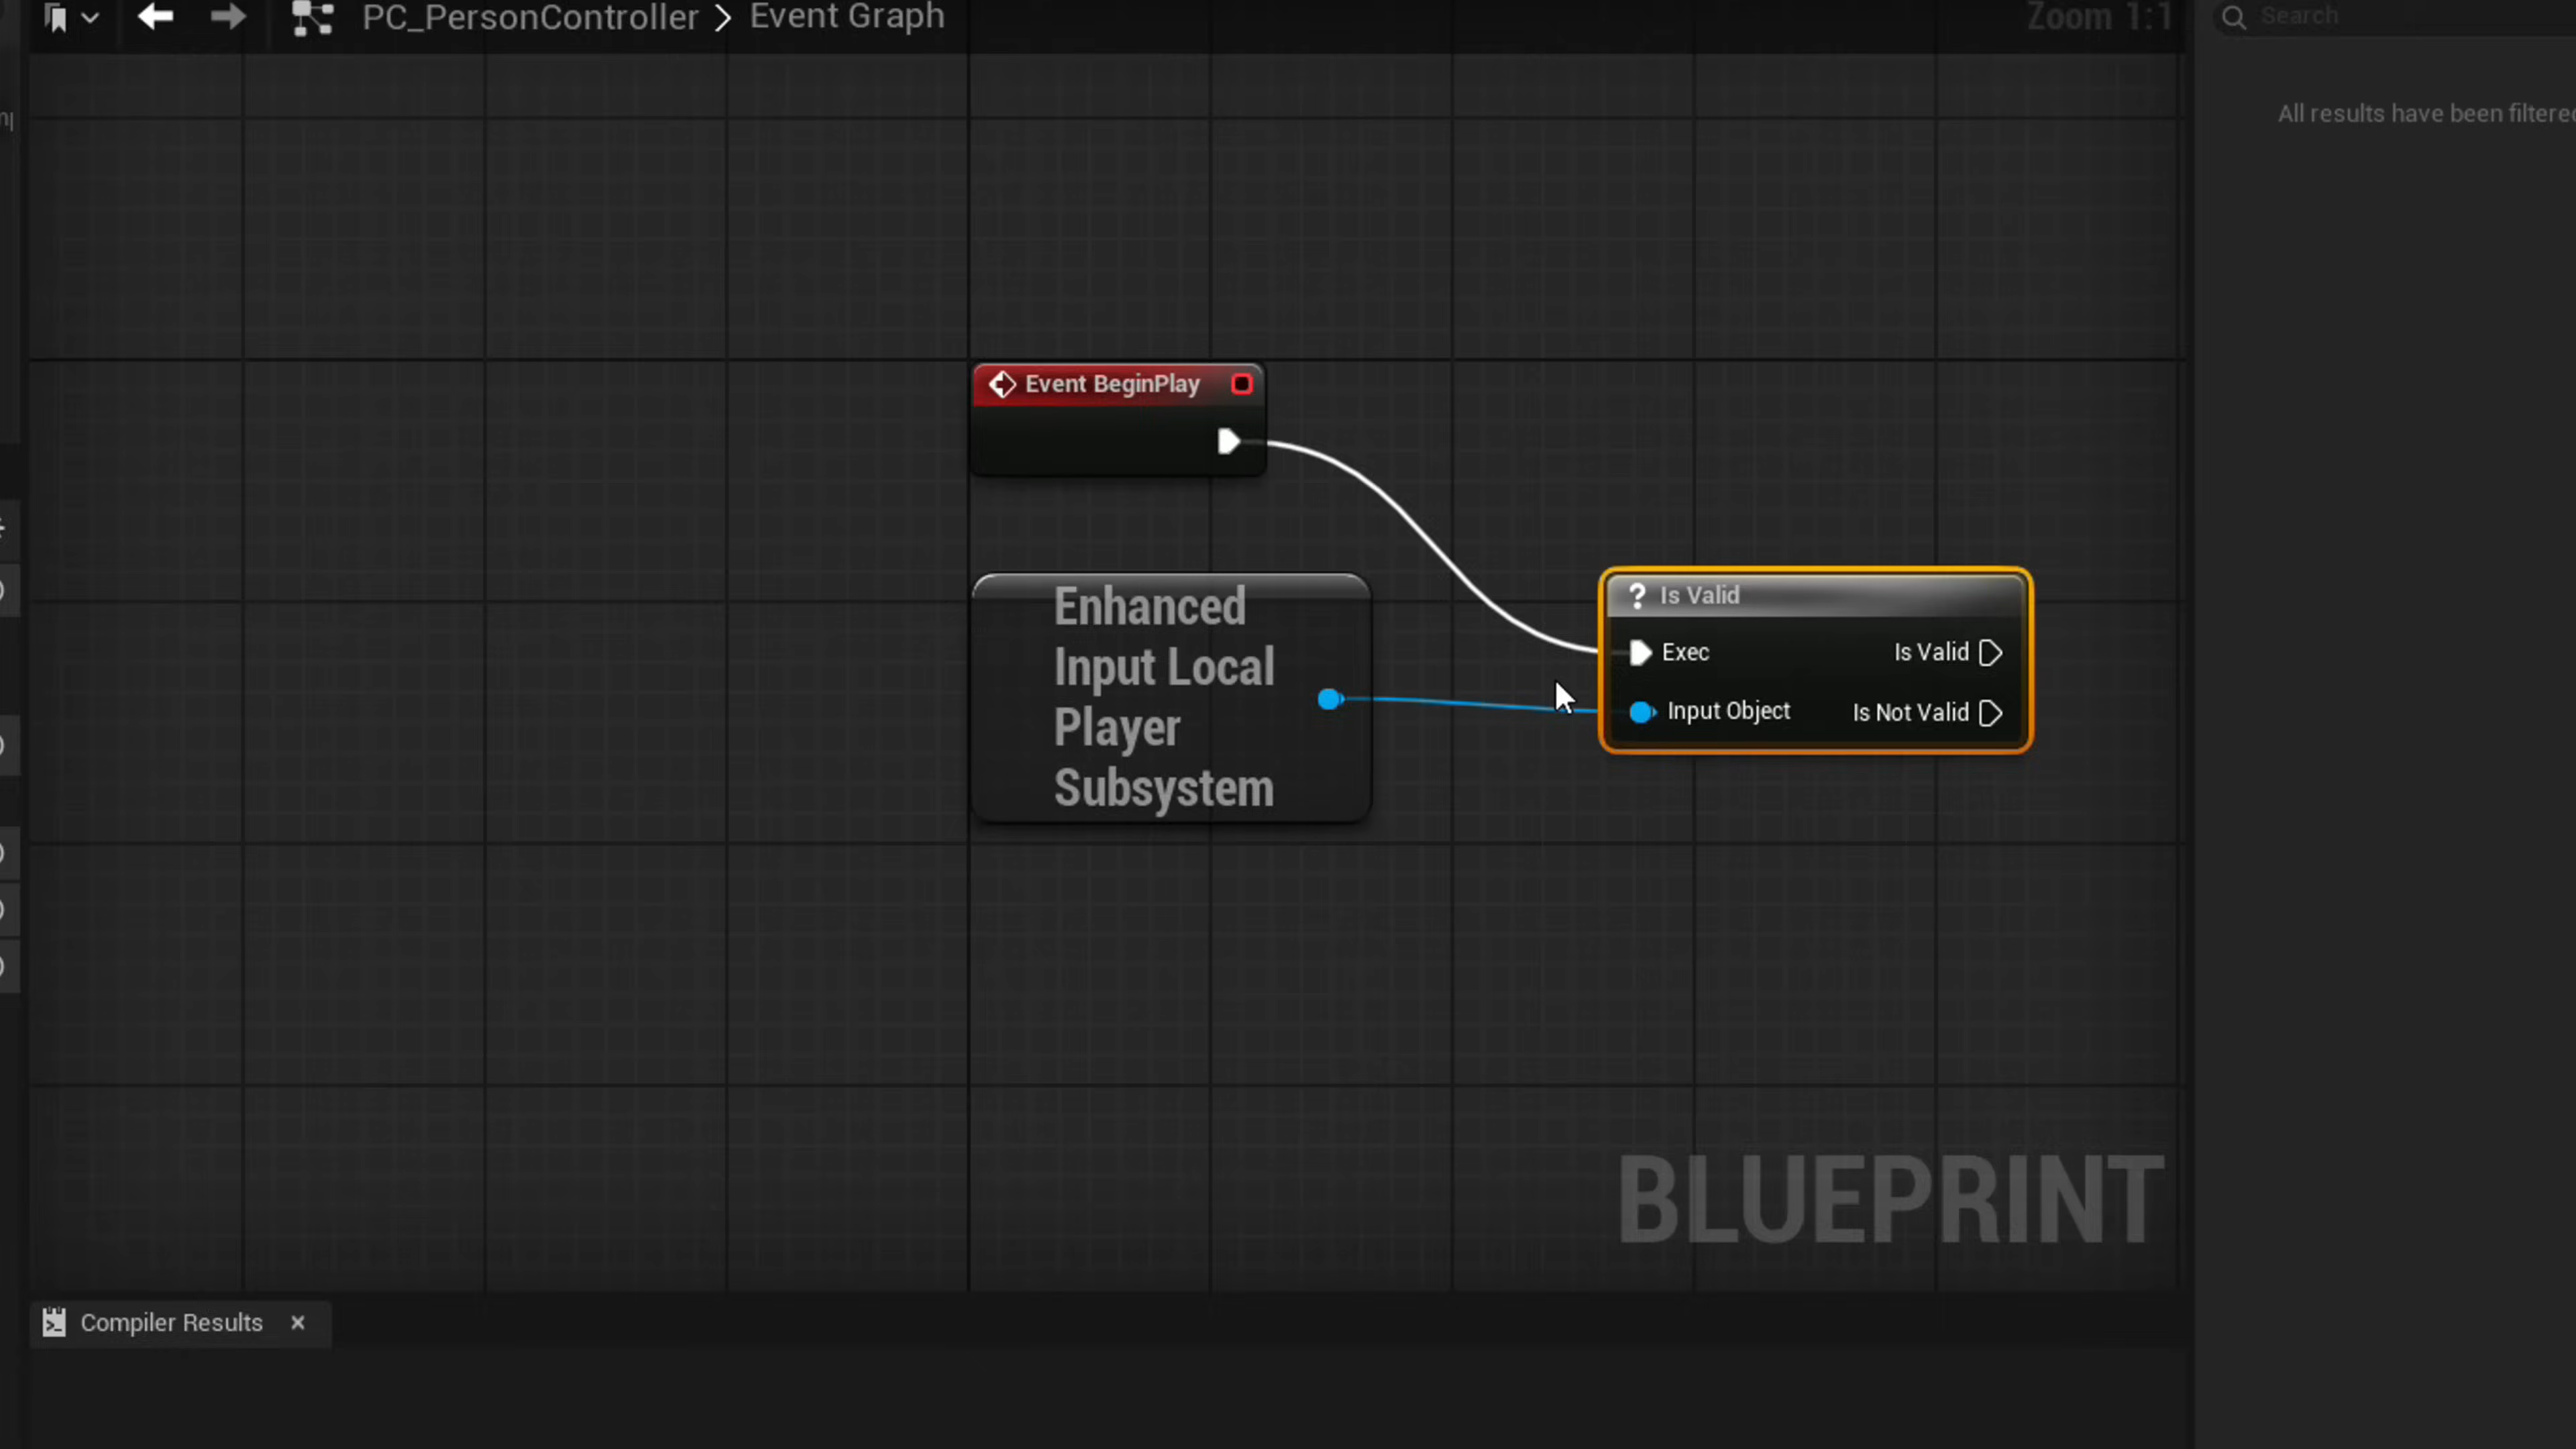 PC_PersonController > Event Graph
Zoom 1:1
Search
All results have been filtered
Event BeginPlay
Enhanced
Input Local
Player
Subsystem
Is Valid
Exec
Is Valid
Input Object
Is Not Valid
BLUEPRINT
Compiler Results